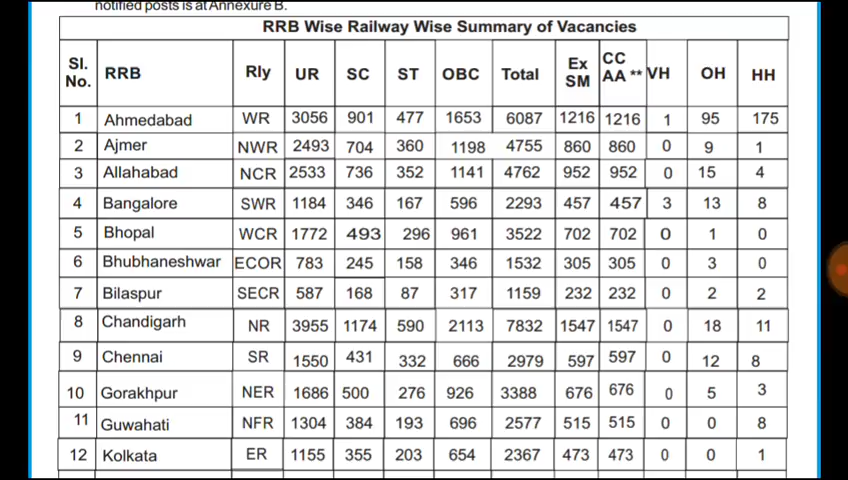 notified posts is at Annexure B.
RRB Wise Railway Wise Summary of Vacancies
Sl. No. RRB Rly UR SC ST OBC Total Ex SM CC AA ** VH OH HH
1 Ahmedabad WR 3056 901 477 1653 6087 1216 1216 1 95 175
2 Ajmer NWR 2493 704 360 1198 4755 860 860 0 9 1
3 Allahabad NCR 2533 736 352 1141 4762 952 952 0 15 4
4 Bangalore SWR 1184 346 167 596 2293 457 457 3 13 8
5 Bhopal WCR 1772 493 296 961 3522 702 702 0 1 0
6 Bhubhaneshwar ECOR 783 245 158 346 1532 305 305 0 3 0
7 Bilaspur SECR 587 168 87 317 1159 232 232 0 2 2
8 Chandigarh NR 3955 1174 590 2113 7832 1547 1547 0 18 11
9 Chennai SR 1550 431 332 666 2979 597 597 0 12 8
10 Gorakhpur NER 1686 500 276 926 3388 676 676 0 5 3
11 Guwahati NFR 1304 384 193 696 2577 515 515 0 0 8
12 Kolkata ER 1155 355 203 654 2367 473 473 0 0 1